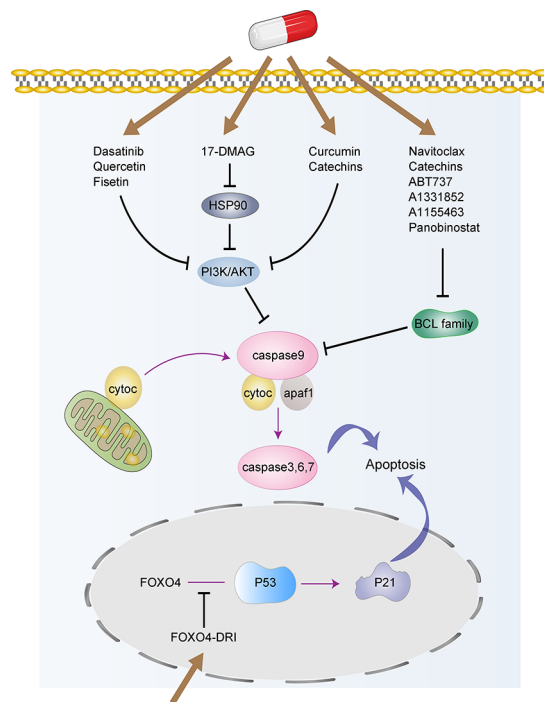 Dasatinib
Quercetin
Fisetin
17-DMAG
Curcumin
Catechins
Navitoclax
Catechins
ABT737
A1331852
A1155463
Panobinostat
HSP90
PI3K/AKT
BCL family
caspase9
cytoc
cytoc
apaf1
caspase3,6,7
Apoptosis
FOXO4
P53
P21
FOXO4-DRI